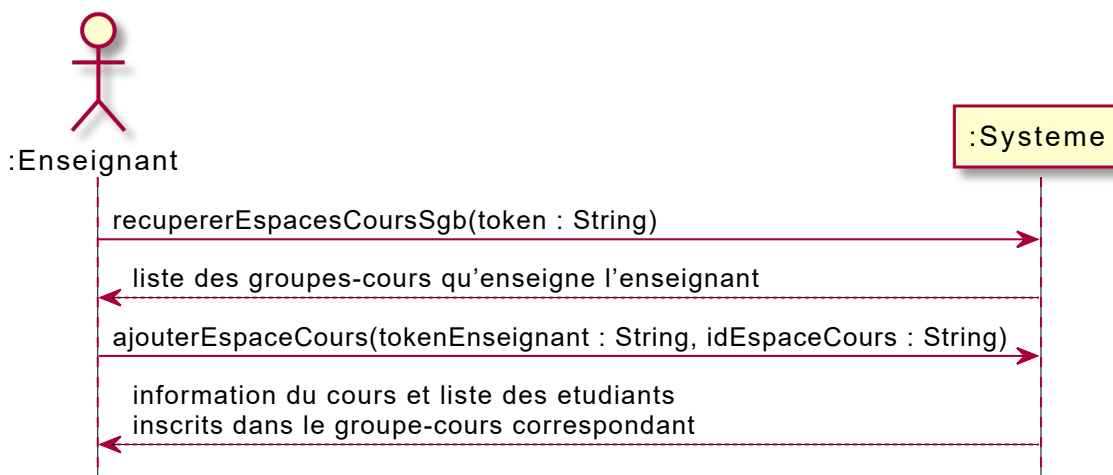 :Enseignant
:Systeme
recupererEspacesCoursSgb(token : String)
liste des groupes-cours qu’enseigne l’enseignant
ajouterEspaceCours(tokenEnseignant : String, idEspaceCours : String)
information du cours et liste des etudiants
inscrits dans le groupe-cours correspondant